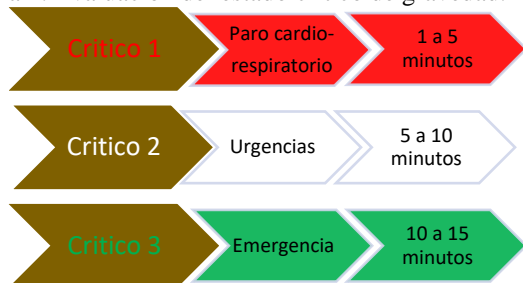 Critico 1
Paro cardio-
respiratorio
1 a 5
minutos
Critico 2
Urgencias
5 a 10
minutos
Critico 3
Emergencia
10 a 15
minutos